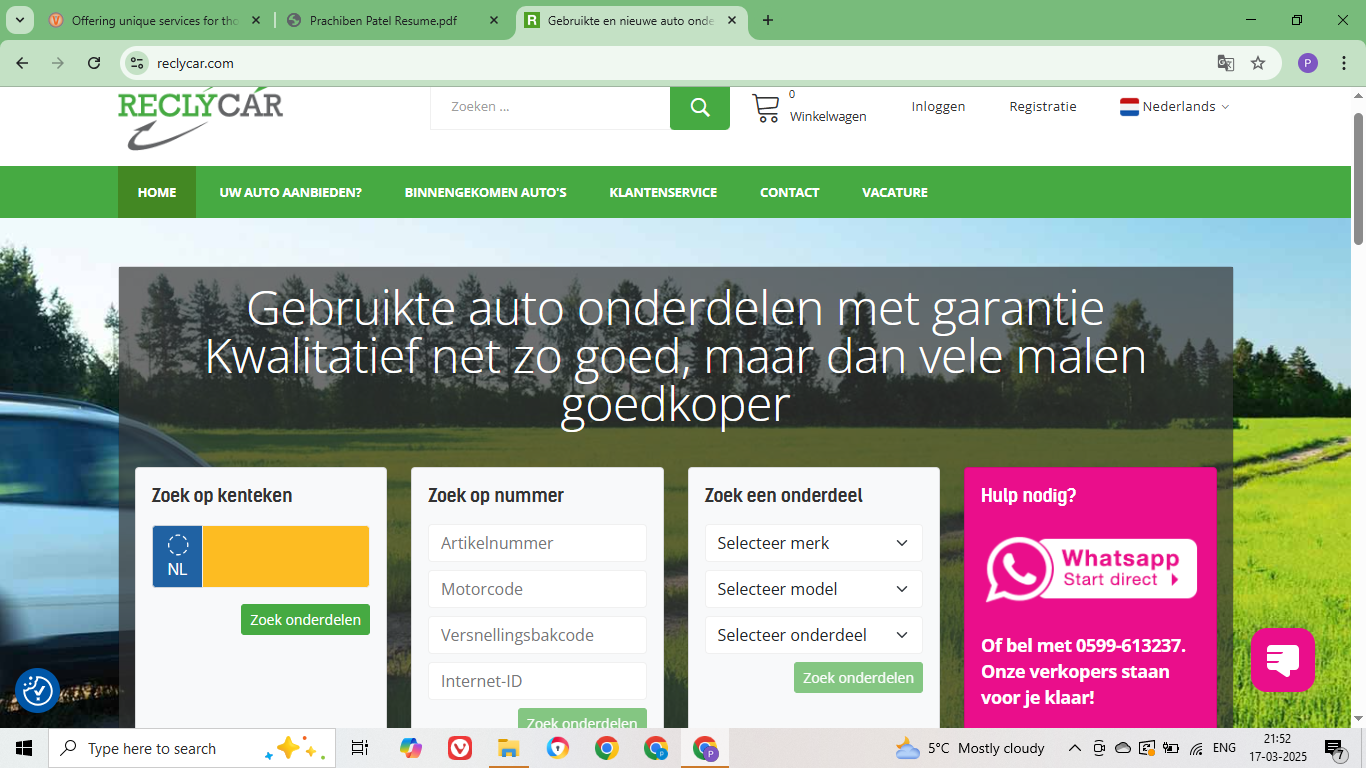 Offering unique services for tho
Prachiben Patel Resume.pdf
R
Gebruikte en nieuwe auto onde
reclycar.com
P
RECLYCAR
Zoeken ...
0
Winkelwagen
Inloggen
Registratie
Nederlands
HOME
UW AUTO AANBIEDEN?
BINNENGEKOMEN AUTO'S
KLANTENSERVICE
CONTACT
VACATURE
Gebruikte auto onderdelen met garantie
Kwalitatief net zo goed, maar dan vele malen
goedkoper
Zoek op kenteken
NL
Zoek onderdelen
Zoek op nummer
Artikelnummer
Motorcode
Versnellingsbakcode
Internet-ID
Zoek onderdelen
Zoek een onderdeel
Selecteer merk
Selecteer model
Selecteer onderdeel
Zoek onderdelen
Hulp nodig?
Whatsapp
Start direct
Of bel met 0599-613237.
Onze verkopers staan
voor je klaar!
Type here to search
5°C Mostly cloudy
ENG
21:52
17-03-2025
7